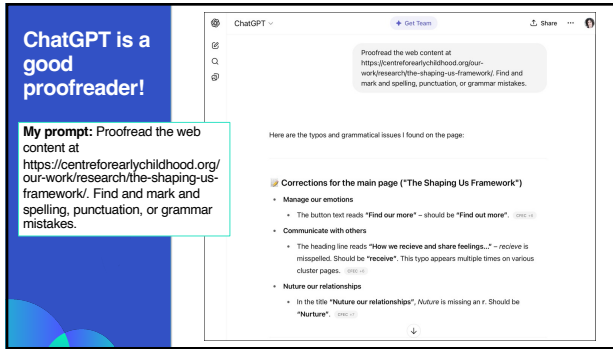 ChatGPT is a
good
proofreader!
My prompt: Proofread the web
content at
https://centreforearlychildhood.org/
our-work/research/the-shaping-us-
framework/. Find and mark and
spelling, punctuation, or grammar
mistakes.
ChatGPT
Get Team
Share
Proofread the web content at
https://centreforearlychildhood.org/our-
work/research/the-shaping-us-framework/. Find and
mark and spelling, punctuation, or grammar mistakes.
Here are the typos and grammatical issues I found on the page:
Corrections for the main page ("The Shaping Us Framework")
Manage our emotions
The button text reads "Find our more" – should be "Find out more".
Communicate with others
The heading line reads "How we recieve and share feelings..." – recieve is
misspelled. Should be "receive". This typo appears multiple times on various
cluster pages.
Nuture our relationships
In the title "Nuture our relationships", Nuture is missing an r. Should be
"Nurture".